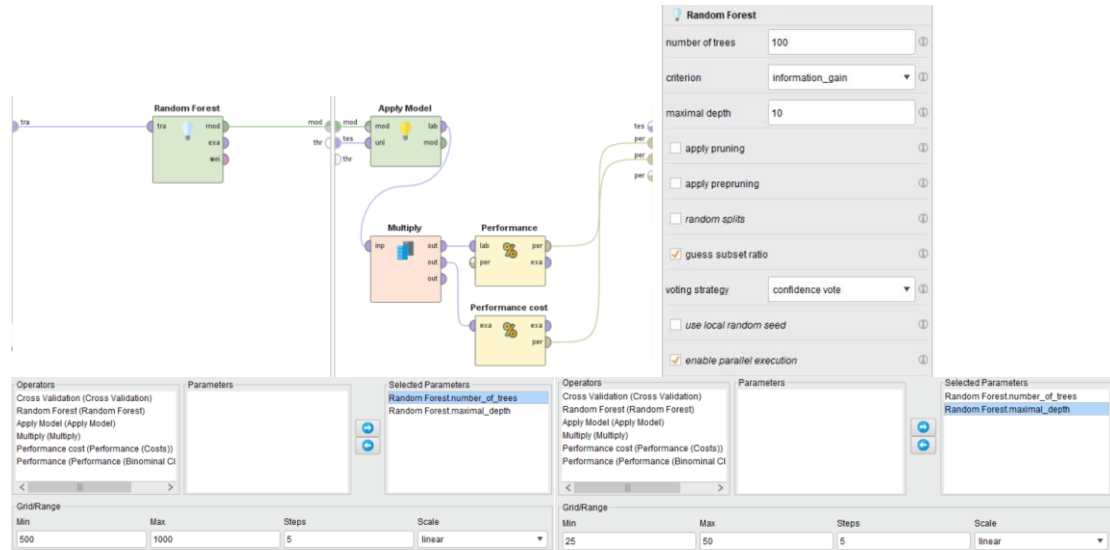 Random Forest
number of trees 100
criterion information_gain
maximal depth 10
apply pruning
apply prepruning
random splits
guess subset ratio
voting strategy confidence vote
use local random seed
enable parallel execution
Random Forest
tra
tra mod
exa
wei
mod mod
thr tes
thr
Apply Model
mod lab
unl mod
Multiply
inp out
out
out
Performance
lab per
per exa
Performance cost
exa exa
per
tes
per
per
per
Operators Parameters Selected Parameters
Cross Validation (Cross Validation) Random Forest.number_of_trees
Random Forest (Random Forest) Random Forest.maximal_depth
Apply Model (Apply Model)
Multiply (Multiply)
Performance cost (Performance (Costs))
Performance (Performance (Binominal Cl
Grid/Range
Min Max Steps Scale
500 1000 5 linear
Operators Parameters Selected Parameters
Cross Validation (Cross Validation) Random Forest.number_of_trees
Random Forest (Random Forest) Random Forest.maximal_depth
Apply Model (Apply Model)
Multiply (Multiply)
Performance cost (Performance (Costs))
Performance (Performance (Binominal Cl
Grid/Range
Min Max Steps Scale
25 50 5 linear